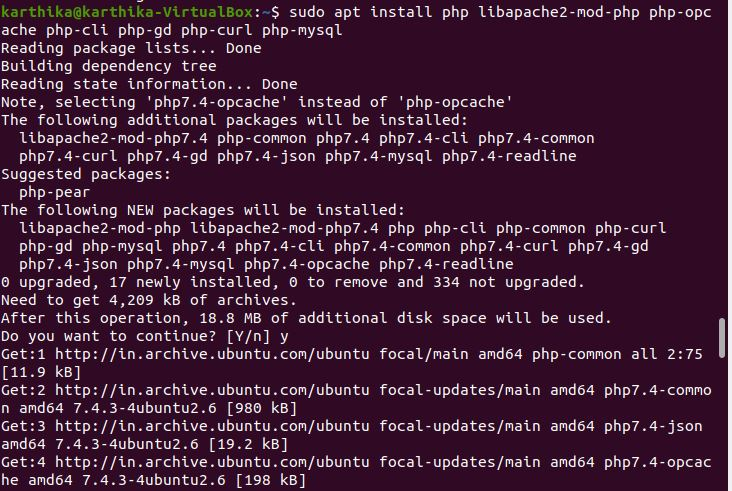 karthika@karthika-VirtualBox:~$ sudo apt install php libapache2-mod-php php-opc
ache php-cli php-gd php-curl php-mysql
Reading package lists... Done
Building dependency tree
Reading state information... Done
Note, selecting 'php7.4-opcache' instead of 'php-opcache'
The following additional packages will be installed:
  libapache2-mod-php7.4 php-common php7.4 php7.4-cli php7.4-common
  php7.4-curl php7.4-gd php7.4-json php7.4-mysql php7.4-readline
Suggested packages:
  php-pear
The following NEW packages will be installed:
  libapache2-mod-php libapache2-mod-php7.4 php php-cli php-common php-curl
  php-gd php-mysql php7.4 php7.4-cli php7.4-common php7.4-curl php7.4-gd
  php7.4-json php7.4-mysql php7.4-opcache php7.4-readline
0 upgraded, 17 newly installed, 0 to remove and 334 not upgraded.
Need to get 4,209 kB of archives.
After this operation, 18.8 MB of additional disk space will be used.
Do you want to continue? [Y/n] y
Get:1 http://in.archive.ubuntu.com/ubuntu focal/main amd64 php-common all 2:75
[11.9 kB]
Get:2 http://in.archive.ubuntu.com/ubuntu focal-updates/main amd64 php7.4-commo
n amd64 7.4.3-4ubuntu2.6 [980 kB]
Get:3 http://in.archive.ubuntu.com/ubuntu focal-updates/main amd64 php7.4-json
amd64 7.4.3-4ubuntu2.6 [19.2 kB]
Get:4 http://in.archive.ubuntu.com/ubuntu focal-updates/main amd64 php7.4-opcac
he amd64 7.4.3-4ubuntu2.6 [198 kB]